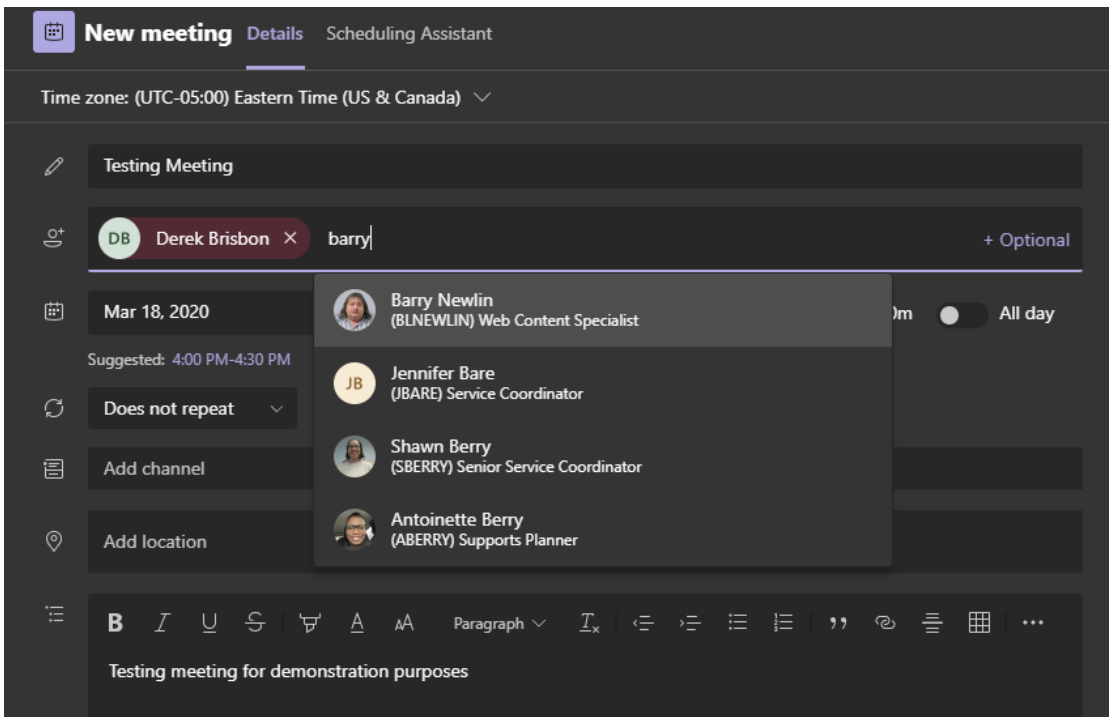 New meeting Details Scheduling Assistant
Time zone: (UTC-05:00) Eastern Time (US & Canada)
Testing Meeting
DB Derek Brisbon × barry + Optional
Barry Newlin
(BLNEWLIN) Web Content Specialist
Mar 18, 2020 All day
Suggested: 4:00 PM-4:30 PM
JB Jennifer Bare
(JBARE) Service Coordinator
Does not repeat
Shawn Berry
(SBERRY) Senior Service Coordinator
Add channel
Antoinette Berry
(ABERRY) Supports Planner
Add location
B I U S A AA Paragraph Tx
Testing meeting for demonstration purposes